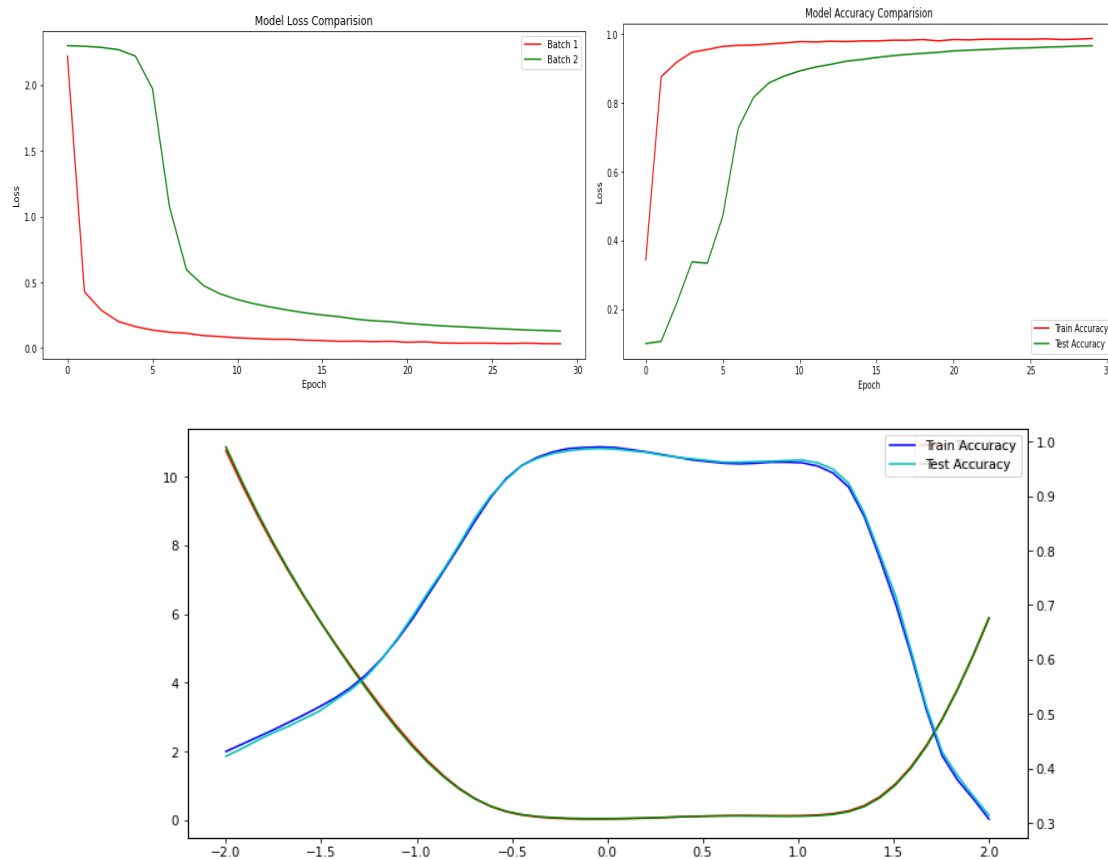 Model Loss Comparision
Batch 1
Batch 2
2.0
1.5
1.0
0.5
0.0
Loss
0 5 10 15 20 25 30
Epoch
Model Accuracy Comparision
1.0
0.8
0.6
0.4
0.2
Loss
Train Accuracy
Test Accuracy
0 5 10 15 20 25 30
Epoch
10
8
6
4
2
0
Train Accuracy
Test Accuracy
1.0
0.9
0.8
0.7
0.6
0.5
0.4
0.3
−2.0 −1.5 −1.0 −0.5 0.0 0.5 1.0 1.5 2.0